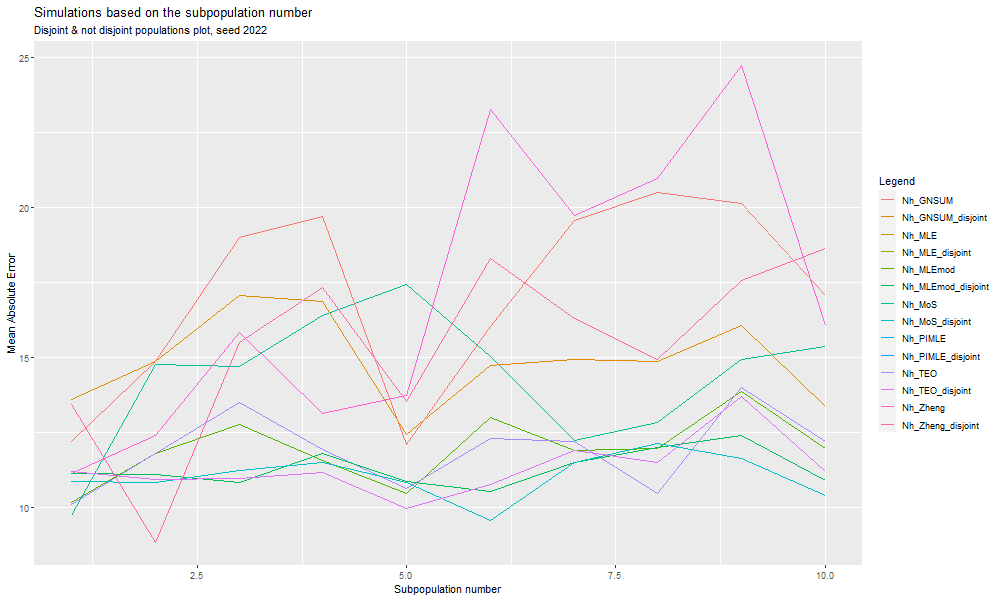 Simulations based on the subpopulation number
Disjoint & not disjoint populations plot, seed 2022
25
20
15
10
Mean Absolute Error
2.5
5.0
7.5
10.0
Subpopulation number
Legend
Nh_GNSUM
Nh_GNSUM_disjoint
Nh_MLE
Nh_MLE_disjoint
Nh_MLEmod
Nh_MLEmod_disjoint
Nh_MoS
Nh_MoS_disjoint
Nh_PIMLE
Nh_PIMLE_disjoint
Nh_TEO
Nh_TEO_disjoint
Nh_Zheng
Nh_Zheng_disjoint